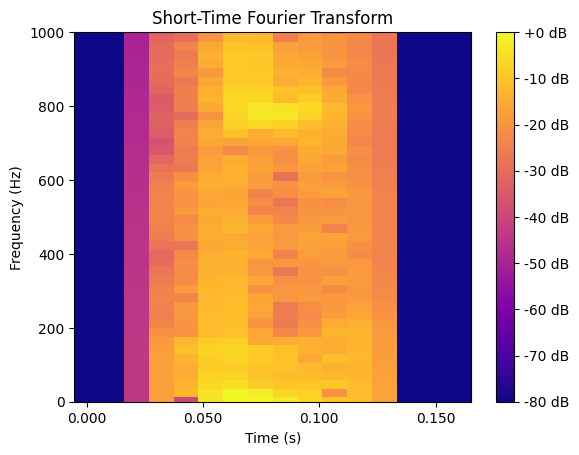 Short-Time Fourier Transform
1000
800
600
400
200
0
Frequency (Hz)
0.000
0.050
0.100
0.150
Time (s)
+0 dB
-10 dB
-20 dB
-30 dB
-40 dB
-50 dB
-60 dB
-70 dB
-80 dB